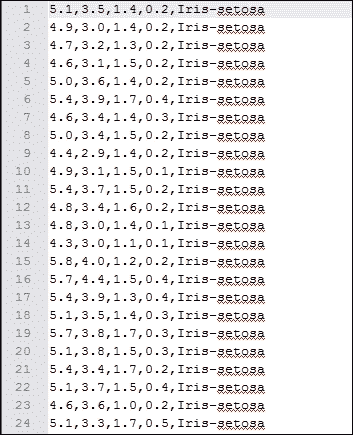 1 5.1,3.5,1.4,0.2,Iris-setosa
2 4.9,3.0,1.4,0.2,Iris-setosa
3 4.7,3.2,1.3,0.2,Iris-setosa
4 4.6,3.1,1.5,0.2,Iris-setosa
5 5.0,3.6,1.4,0.2,Iris-setosa
6 5.4,3.9,1.7,0.4,Iris-setosa
7 4.6,3.4,1.4,0.3,Iris-setosa
8 5.0,3.4,1.5,0.2,Iris-setosa
9 4.4,2.9,1.4,0.2,Iris-setosa
10 4.9,3.1,1.5,0.1,Iris-setosa
11 5.4,3.7,1.5,0.2,Iris-setosa
12 4.8,3.4,1.6,0.2,Iris-setosa
13 4.8,3.0,1.4,0.1,Iris-setosa
14 4.3,3.0,1.1,0.1,Iris-setosa
15 5.8,4.0,1.2,0.2,Iris-setosa
16 5.7,4.4,1.5,0.4,Iris-setosa
17 5.4,3.9,1.3,0.4,Iris-setosa
18 5.1,3.5,1.4,0.3,Iris-setosa
19 5.7,3.8,1.7,0.3,Iris-setosa
20 5.1,3.8,1.5,0.3,Iris-setosa
21 5.4,3.4,1.7,0.2,Iris-setosa
22 5.1,3.7,1.5,0.4,Iris-setosa
23 4.6,3.6,1.0,0.2,Iris-setosa
24 5.1,3.3,1.7,0.5,Iris-setosa